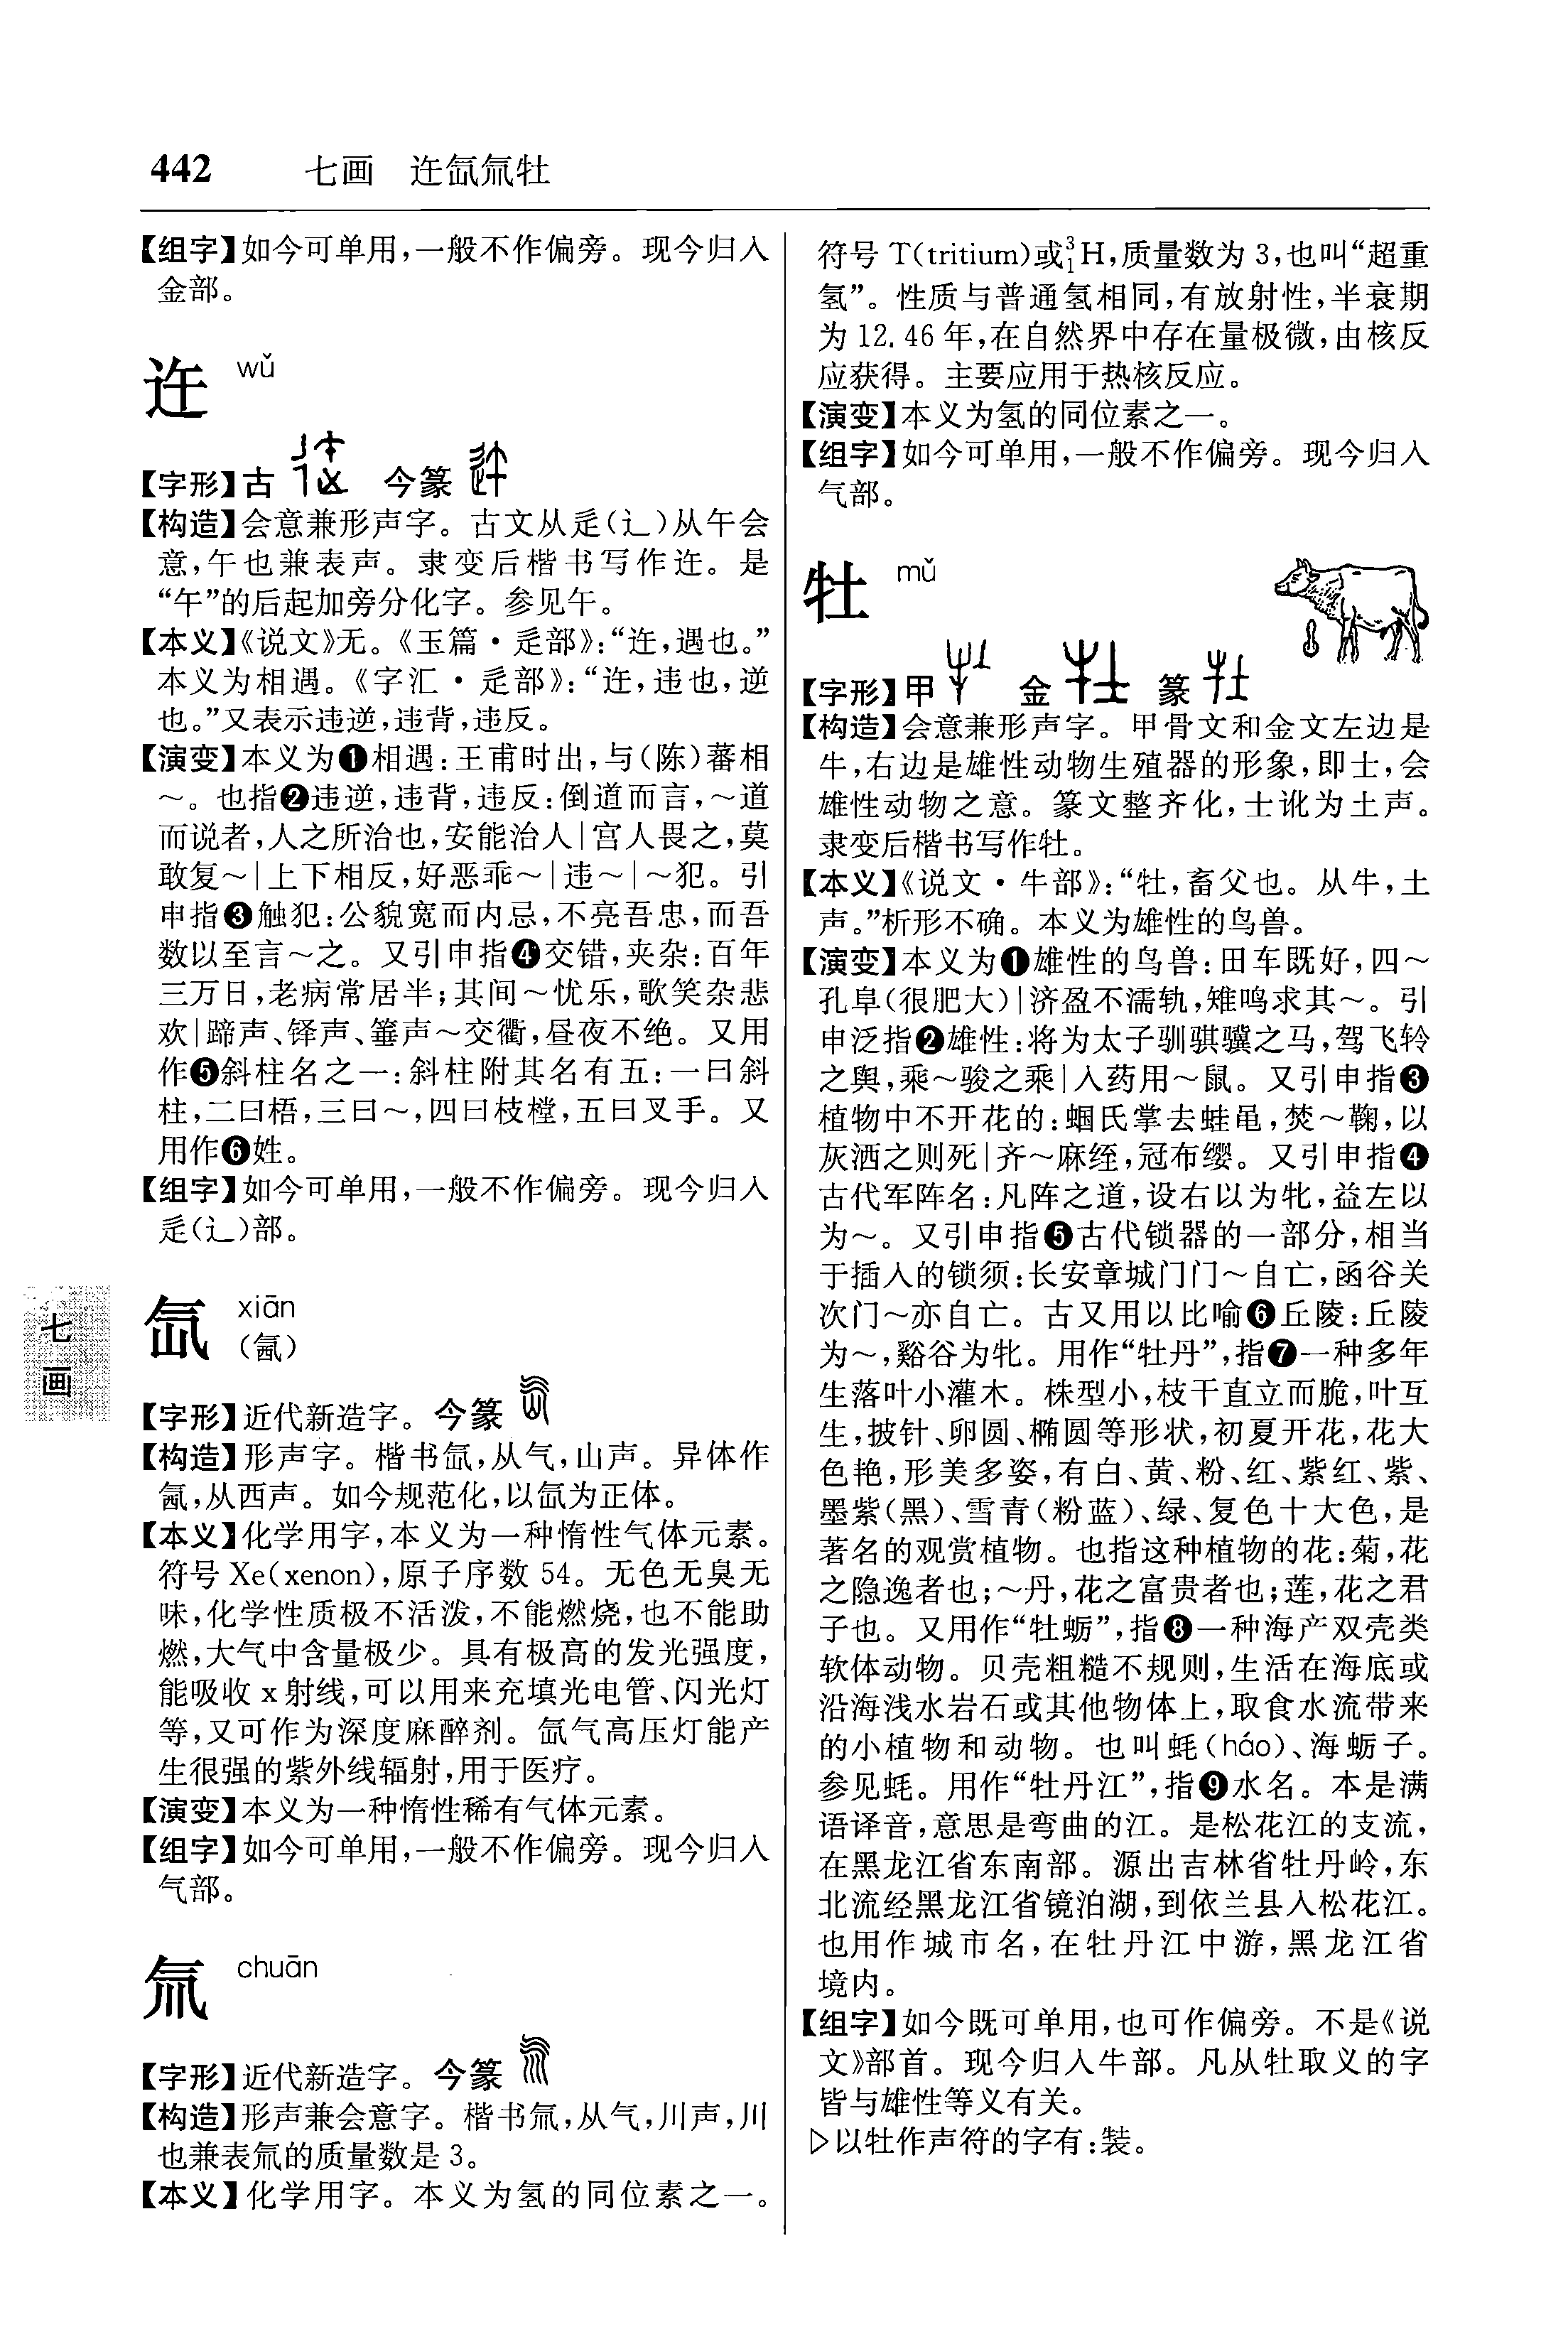 442 七画 迕氙氚牡
【组字】如今可单用,一般不作偏旁。现今归入
金部。
迕 wǔ
【字形】古 今篆
【构造】会意兼形声字。古文从辵(辶)从午会
意,午也兼表声。隶变后楷书写作迕。是
“午”的后起加旁分化字。参见午。
【本义】《说文》无。《玉篇·辵部》:“迕,遇也。”
本义为相遇。《字汇·辵部》:“迕,违也,逆
也。”又表示违逆,违背,违反。
【演变】本义为❶相遇:王甫时出,与(陈)蕃相
～。也指❷违逆,违背,违反:倒道而言,～道
而说者,人之所治也,安能治人|宫人畏之,莫
敢复～|上下相反,好恶乖～|违～|～犯。引
申指❸触犯:公貌宽而内忌,不亮吾忠,而吾
数以至言～之。又引申指❹交错,夹杂:百年
三万日,老病常居半;其间～忧乐,歌笑杂悲
欢|蹄声、铎声、箠声～交衢,昼夜不绝。又用
作❺斜柱名之一:斜柱附其名有五:一曰斜
柱,二曰梧,三曰～,四曰枝樘,五曰叉手。又
用作❻姓。
【组字】如今可单用,一般不作偏旁。现今归入
辵(辶)部。
七
画
氙 xiān
(氥)
【字形】近代新造字。今篆
【构造】形声字。楷书氙,从气,山声。异体作
氥,从西声。如今规范化,以氙为正体。
【本义】化学用字,本义为一种惰性气体元素。
符号 Xe(xenon),原子序数 54。无色无臭无
味,化学性质极不活泼,不能燃烧,也不能助
燃,大气中含量极少。具有极高的发光强度,
能吸收 x 射线,可以用来充填光电管、闪光灯
等,又可作为深度麻醉剂。氙气高压灯能产
生很强的紫外线辐射,用于医疗。
【演变】本义为一种惰性稀有气体元素。
【组字】如今可单用,一般不作偏旁。现今归入
气部。
氚 chuān
【字形】近代新造字。今篆
【构造】形声兼会意字。楷书氚,从气,川声,川
也兼表氚的质量数是 3。
【本义】化学用字。本义为氢的同位素之一。
符号 T(tritium)或³₁H,质量数为 3,也叫“超重
氢”。性质与普通氢相同,有放射性,半衰期
为 12.46 年,在自然界中存在量极微,由核反
应获得。主要应用于热核反应。
【演变】本义为氢的同位素之一。
【组字】如今可单用,一般不作偏旁。现今归入
气部。
牡 mǔ
【字形】甲 金 篆
【构造】会意兼形声字。甲骨文和金文左边是
牛,右边是雄性动物生殖器的形象,即士,会
雄性动物之意。篆文整齐化,士讹为土声。
隶变后楷书写作牡。
【本义】《说文·牛部》:“牡,畜父也。从牛,土
声。”析形不确。本义为雄性的鸟兽。
【演变】本义为❶雄性的鸟兽:田车既好,四～
孔阜(很肥大)|济盈不濡轨,雉鸣求其～。引
申泛指❷雄性:将为太子驯骐骥之马,驾飞軨
之舆,乘～骏之乘|入药用～鼠。又引申指❸
植物中不开花的:蝈氏掌去蛙黾,焚～蘜,以
灰洒之则死|齐～麻绖,冠布缨。又引申指❹
古代军阵名:凡阵之道,设右以为牝,益左以
为～。又引申指❺古代锁器的一部分,相当
于插入的锁须:长安章城门门～自亡,函谷关
次门～亦自亡。古又用以比喻❻丘陵:丘陵
为～,谿谷为牝。用作“牡丹”,指❼一种多年
生落叶小灌木。株型小,枝干直立而脆,叶互
生,披针、卵圆、椭圆等形状,初夏开花,花大
色艳,形美多姿,有白、黄、粉、红、紫红、紫、
墨紫(黑)、雪青(粉蓝)、绿、复色十大色,是
著名的观赏植物。也指这种植物的花:菊,花
之隐逸者也;～丹,花之富贵者也;莲,花之君
子也。又用作“牡蛎”,指❽一种海产双壳类
软体动物。贝壳粗糙不规则,生活在海底或
沿海浅水岩石或其他物体上,取食水流带来
的小植物和动物。也叫蚝(háo)、海蛎子。
参见蚝。用作“牡丹江”,指❾水名。本是满
语译音,意思是弯曲的江。是松花江的支流,
在黑龙江省东南部。源出吉林省牡丹岭,东
北流经黑龙江省镜泊湖,到依兰县入松花江。
也用作城市名,在牡丹江中游,黑龙江省
境内。
【组字】如今既可单用,也可作偏旁。不是《说
文》部首。现今归入牛部。凡从牡取义的字
皆与雄性等义有关。
▷以牡作声符的字有:装。